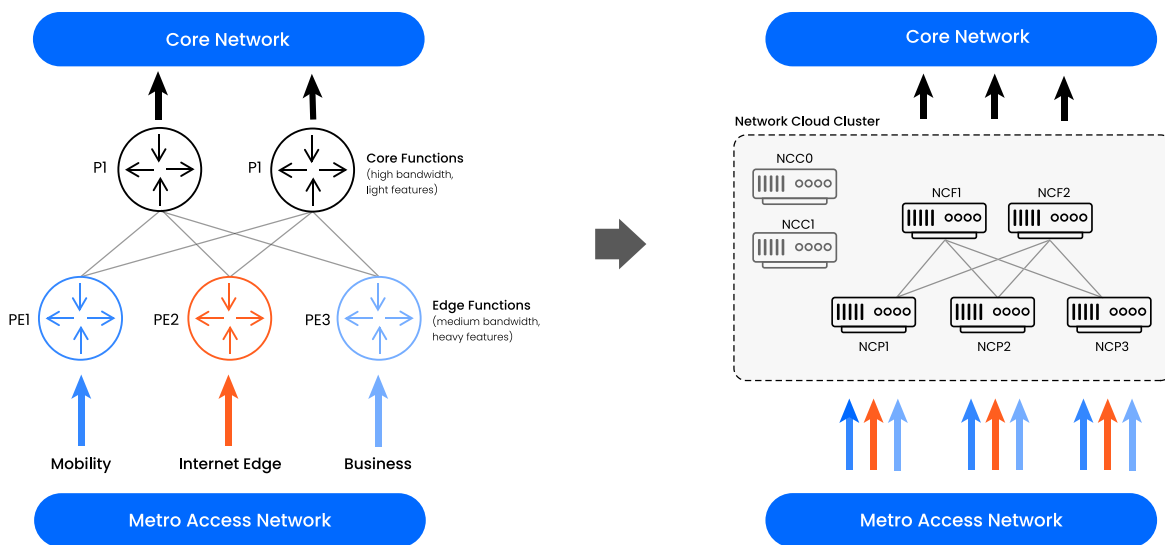 Core Network
P1
P1
Core Functions
(high bandwidth,
light features)
PE1
PE2
PE3
Edge Functions
(medium bandwidth,
heavy features)
Mobility
Internet Edge
Business
Metro Access Network
Core Network
Network Cloud Cluster
NCC0
NCC1
NCF1
NCF2
NCP1
NCP2
NCP3
Metro Access Network